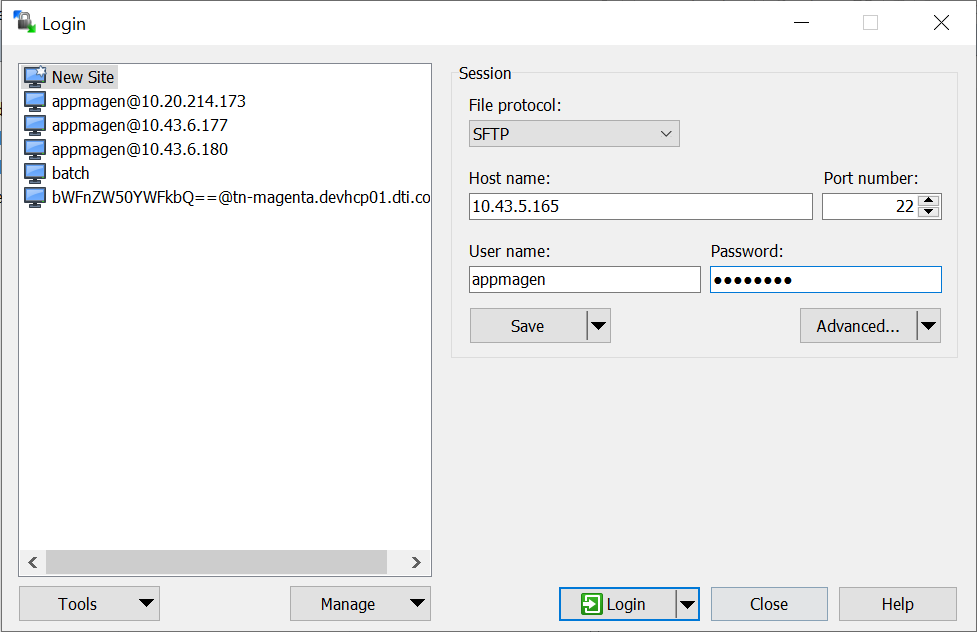 Login
New Site
appmagen@10.20.214.173
appmagen@10.43.6.177
appmagen@10.43.6.180
batch
bWFnZW50YWFkbQ==@tn-magenta.devhcp01.dti.co
Session
File protocol:
SFTP
Host name: Port number:
10.43.5.165 22
User name: Password:
appmagen ●●●●●●●●
Save Advanced...
Tools Manage Login Close Help